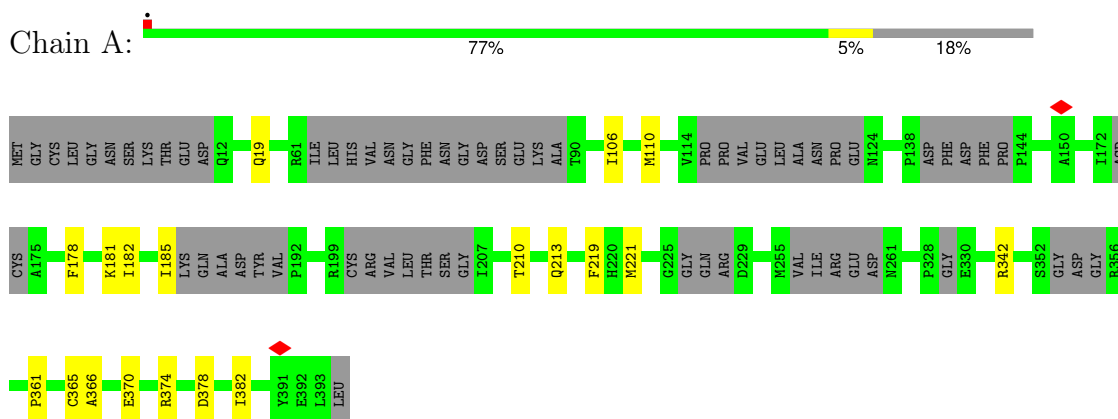 Chain A:
77% 5% 18%
MET GLY CYS LEU GLY ASN SER LYS THR GLU ASP Q12 Q19 R61 ILE LEU HIS VAL ASN GLY PHE ASN GLY ASP SER GLU LYS ALA T90 I106 M110 V114 PRO PRO VAL GLU LEU ALA ASN PRO GLU N124 P138 ASP PHE ASP PHE PRO P144 A150 I172 ASP
CYS A175 F178 K181 I182 I185 LYS GLN ALA ASP TYR VAL P192 R199 CYS ARG VAL LEU THR SER GLY I207 T210 Q213 F219 H220 M221 G225 GLY GLN ARG D229 M255 VAL ILE ARG GLU ASP N261 P328 GLY E330 R342 S352 GLY ASP GLY R356
P361 C365 A366 E370 R374 D378 I382 Y391 E392 L393 LEU